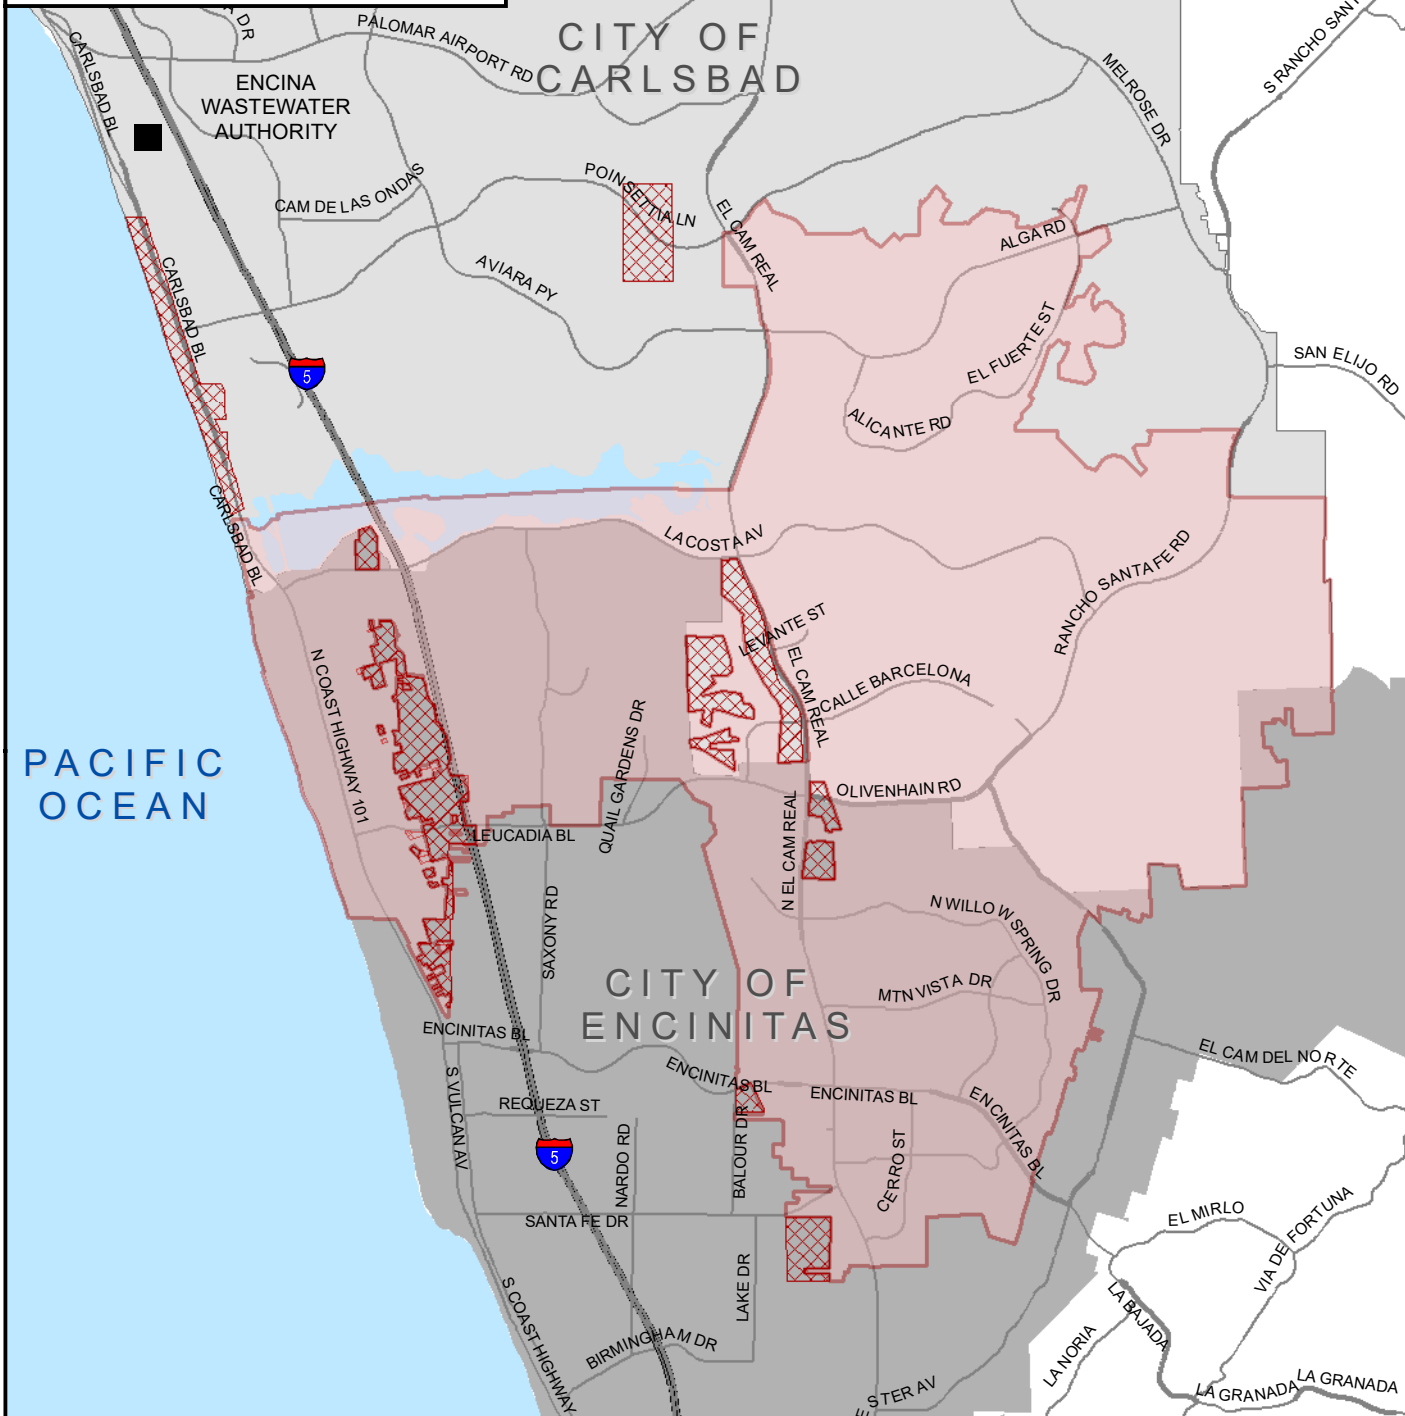 CITY OF
CARLSBAD
PALOMAR AIRPORT RD
A DR
CARLSBAD BL
ENCINA
WASTEWATER
AUTHORITY
MELROSE DR
S RANCHO SANT
CAM DE LAS ONDAS
POINSETTIA LN
EL CAM REAL
ALGA RD
AVIARA PY
CARLSBAD BL
5
EL FUERTE ST
SAN ELIJO RD
ALICANTE RD
CARLSBAD BL
LA COSTA AV
RANCHO SANTA FE RD
LEVANTE ST
EL CAM REAL
CALLE BARCELONA
N COAST HIGHWAY 101
QUAIL GARDENS DR
PACIFIC
OCEAN
OLIVENHAIN RD
LEUCADIA BL
N EL CAM REAL
SAXONY RD
N WILLOW SPRING DR
CITY OF
ENCINITAS
MTN VISTA DR
ENCINITAS BL
ENCINITAS BL
ENCINITAS BL
ENCINITAS BL
EL CAM DEL NORTE
S VULCAN AV
REQUEZA ST
NARDO RD
BALOUR DR
CERRO ST
5
SANTA FE DR
EL MIRLO
VIA DE FORTUNA
LAKE DR
S COAST HIGHWAY
BIRMINGHAM DR
LA BAJADA
LA NORIA
LA GRANADA
LA GRANADA
E STER AV